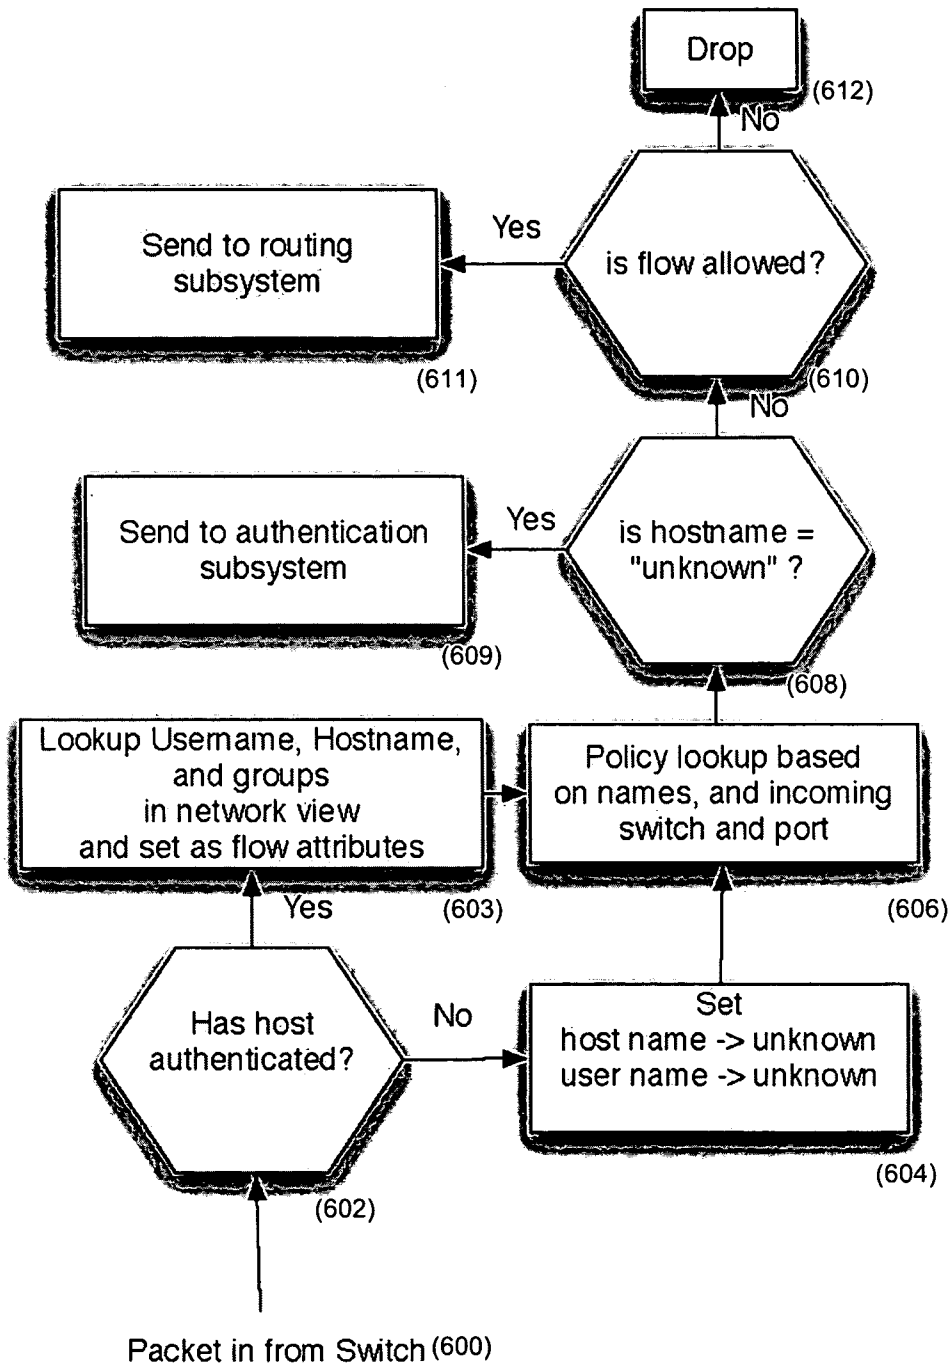 Drop
(612)
No
Yes
Send to routing
subsystem
is flow allowed?
(611)
(610)
No
Yes
Send to authentication
subsystem
is hostname =
"unknown" ?
(609)
(608)
Lookup Username, Hostname,
and groups
in network view
and set as flow attributes
Policy lookup based
on names, and incoming
switch and port
(603)
(606)
Yes
Has host
authenticated?
No
Set
host name -> unknown
user name -> unknown
(604)
(602)
Packet in from Switch (600)